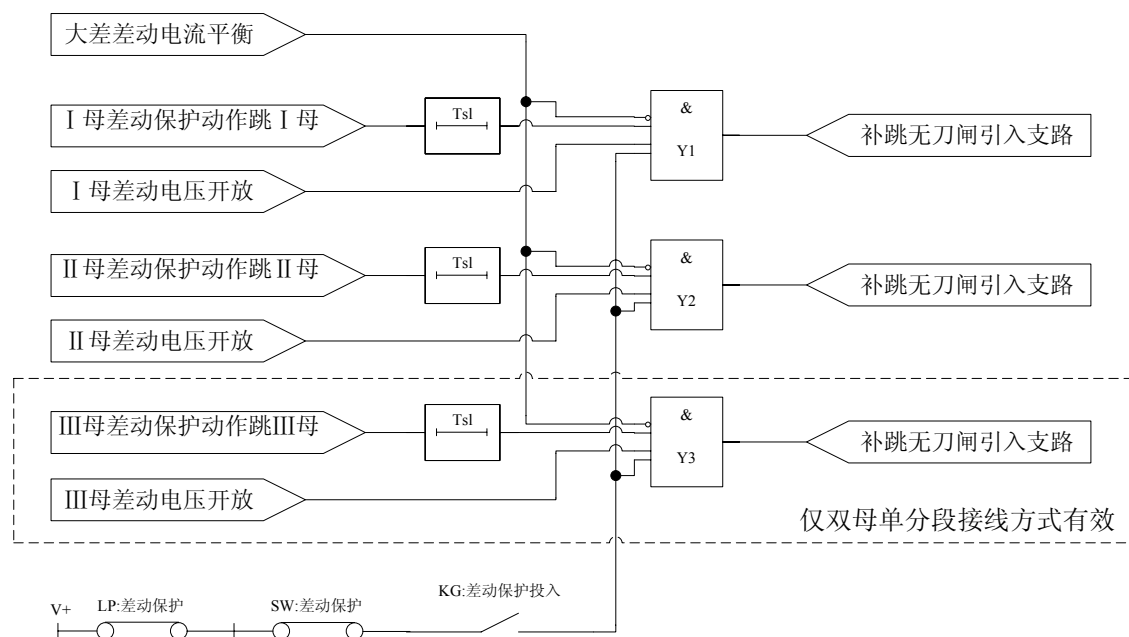 大差差动电流平衡
Ⅰ母差动保护动作跳Ⅰ母
Tsl
&
Y1
补跳无刀闸引入支路
Ⅰ母差动电压开放
Ⅱ母差动保护动作跳Ⅱ母
Tsl
&
Y2
补跳无刀闸引入支路
Ⅱ母差动电压开放
Ⅲ母差动保护动作跳Ⅲ母
Tsl
&
Y3
补跳无刀闸引入支路
Ⅲ母差动电压开放
仅双母单分段接线方式有效
V+
LP:差动保护
SW:差动保护
KG:差动保护投入